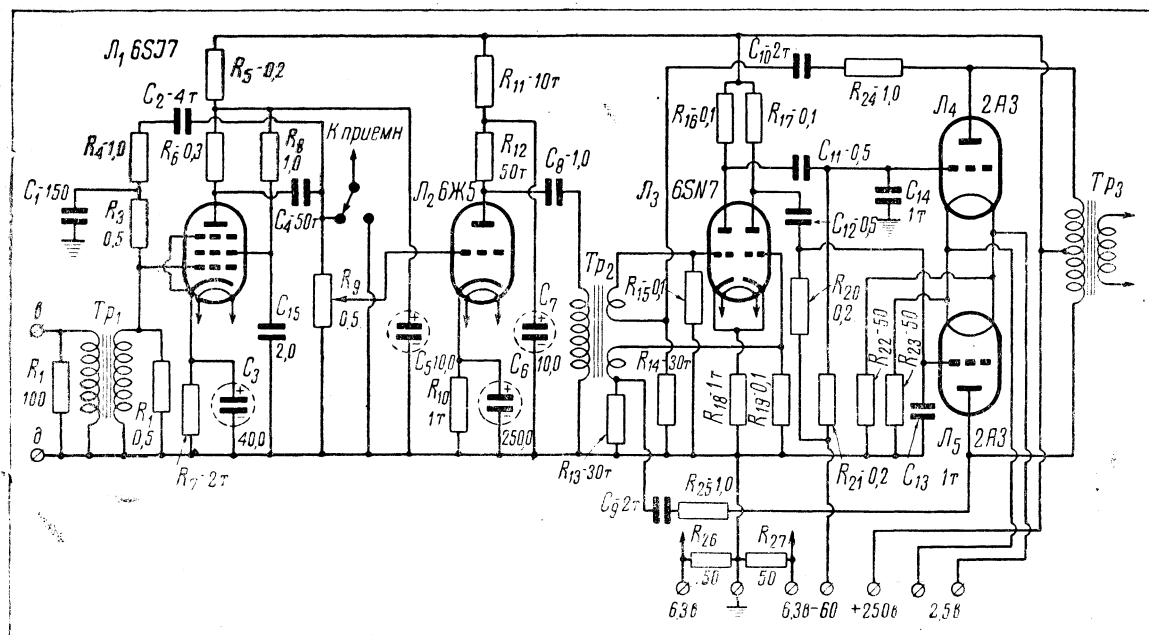 Л₁ 6SJ7
R₅-0,2
C₂-4т
R₄-1,0
R₆-0,3
R₈
1,0
К приемн
C₁-150
R₃
0,5
C₄-50т
R₁₁-10т
R₁₂
50т
Л₂ 6Ж5
C₈-1,0
C₁₀-2т
R₂₄-1,0
Л₄ 2А3
R₁₆-0,1
R₁₇-0,1
C₁₁-0,5
Л₃ 6SN7
C₁₄
1т
C₁₂-0,5
Тр₃
в
Тр₁
R₁
100
д
R₁
0,5
R₇-2т
C₃
40,0
C₁₅
2,0
R₉
0,5
C₅ 10,0
R₁₀
1т
C₆
250,0
C₇
10,0
Тр₂
R₁₅-0,1
R₁₄-30т
R₁₃-30т
R₁₈-1т
R₁₉-0,1
R₂₀
0,2
R₂₂-50
R₂₃-50
R₂₁-0,2
C₁₃
1т
Л₅ 2А3
C₉-2т
R₂₅-1,0
R₂₆
50
R₂₇
50
6,3в
6,3в
-60
+250в
2,5в